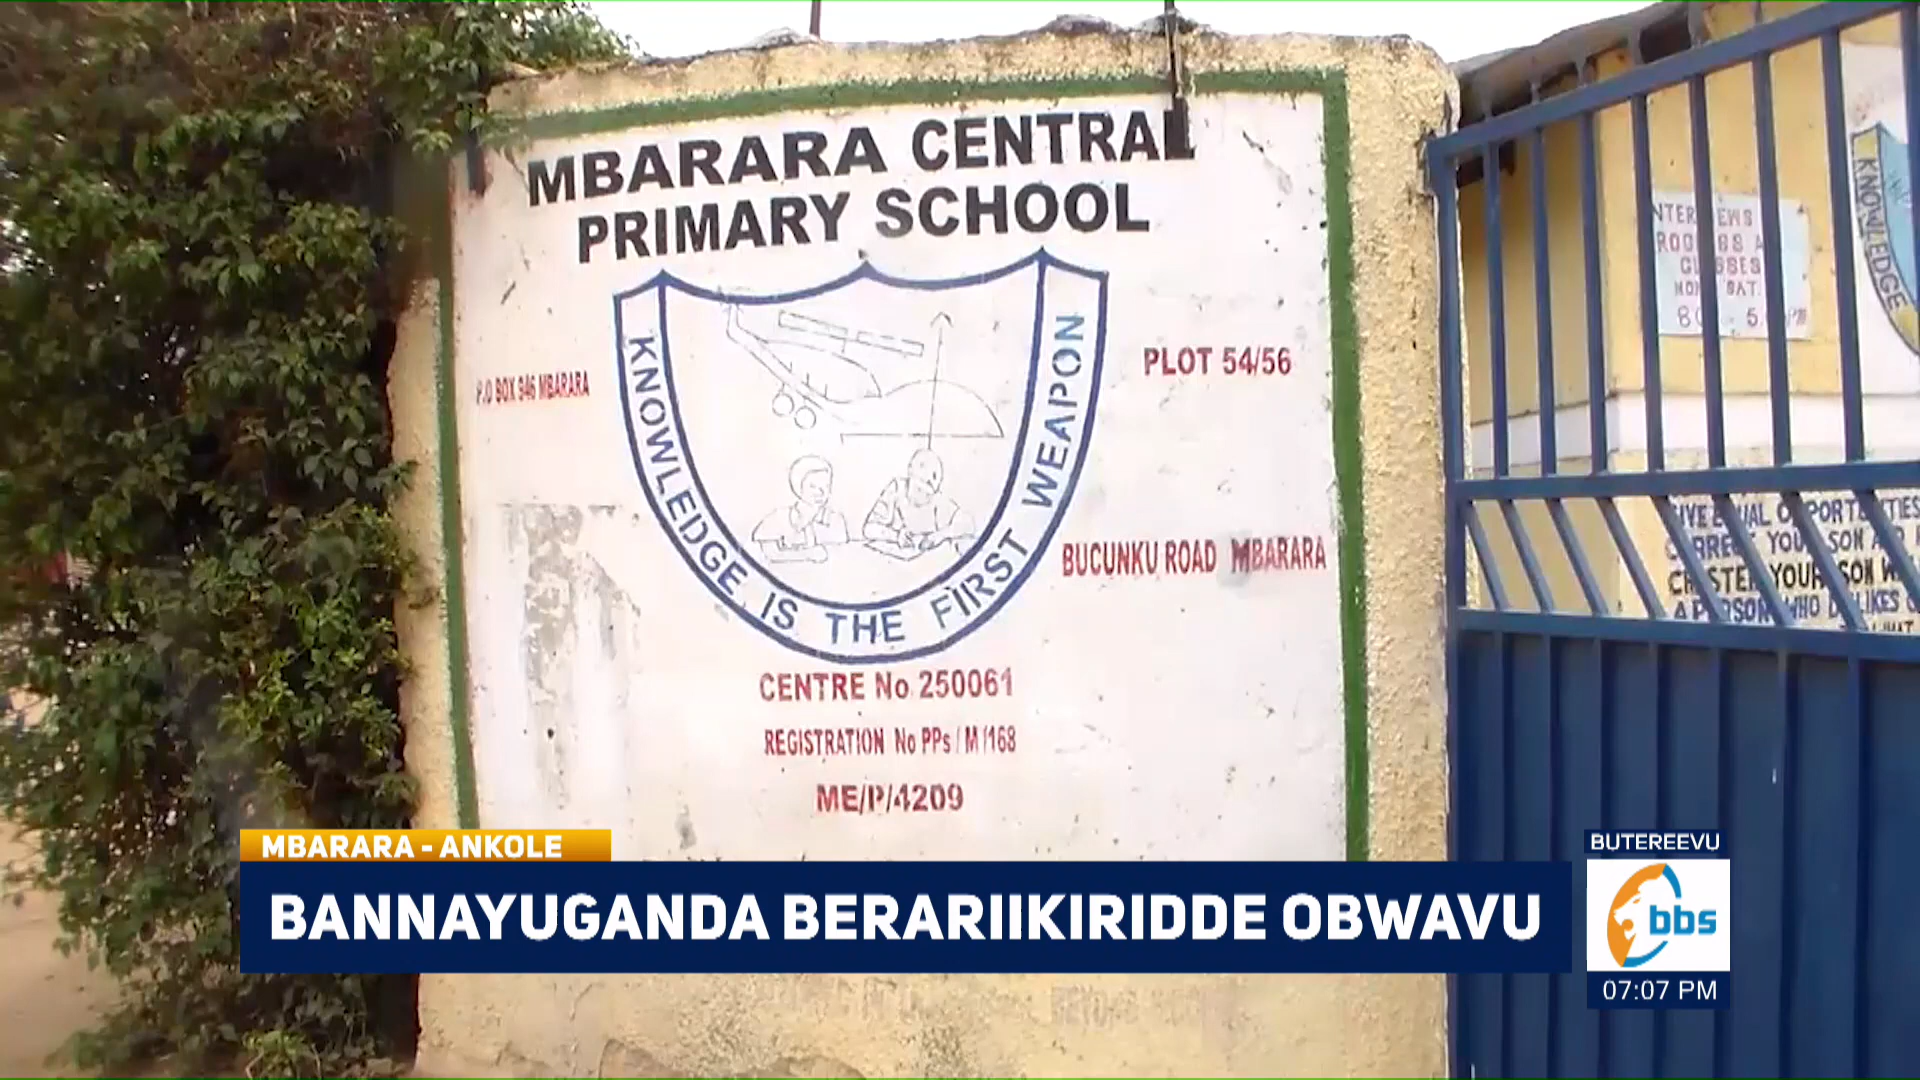 MBARARA CENTRAL
PRIMARY SCHOOL
P.O BOX 946 MBARARA
PLOT 54/56
KNOWLEDGE IS THE FIRST WEAPON
BUCUNKU ROAD MBARARA
CENTRE No 250061
REGISTRATION No PPs/M/168
ME/P/4209
KNOWLEDGE
MBARARA - ANKOLE
BANNAYUGANDA BERARIIKIRIDDE OBWAVU
BUTEREEVU
bbs
07:07 PM